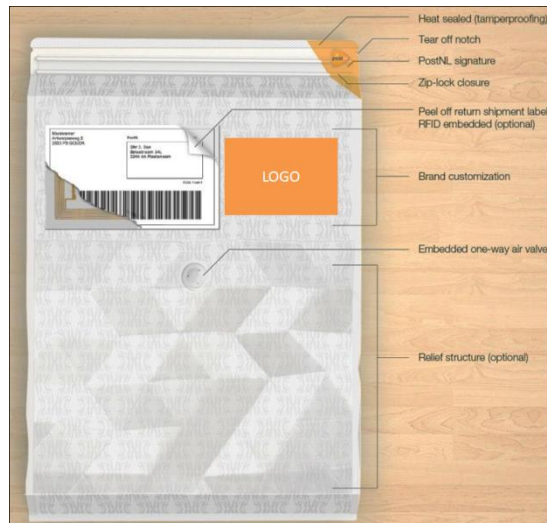 Heat sealed (tamperproofing)
Tear off notch
PostNL signature
Zip-lock closure
Peel off return shipment label
RFID embedded (optional)
LOGO
Brand customization
Embedded one-way air valve
Relief structure (optional)